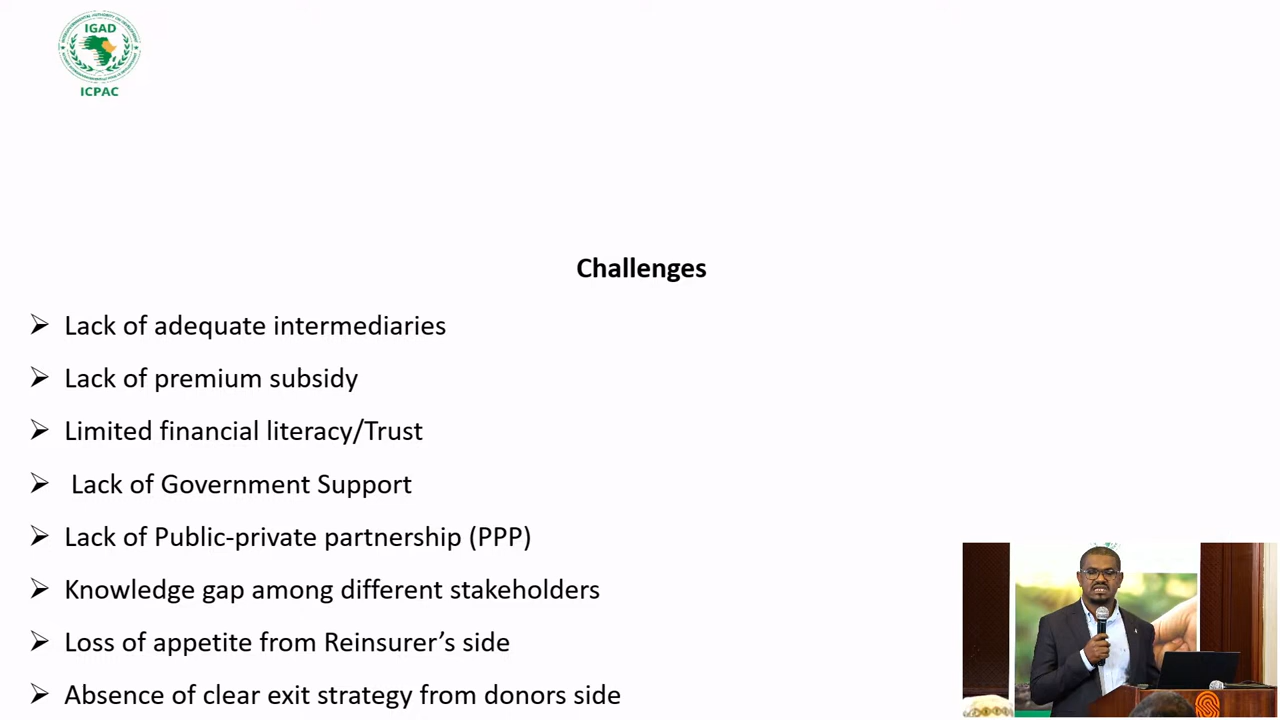 IGAD
ICPAC
Challenges
➢ Lack of adequate intermediaries
➢ Lack of premium subsidy
➢ Limited financial literacy/Trust
➢ Lack of Government Support
➢ Lack of Public-private partnership (PPP)
➢ Knowledge gap among different stakeholders
➢ Loss of appetite from Reinsurer’s side
➢ Absence of clear exit strategy from donors side